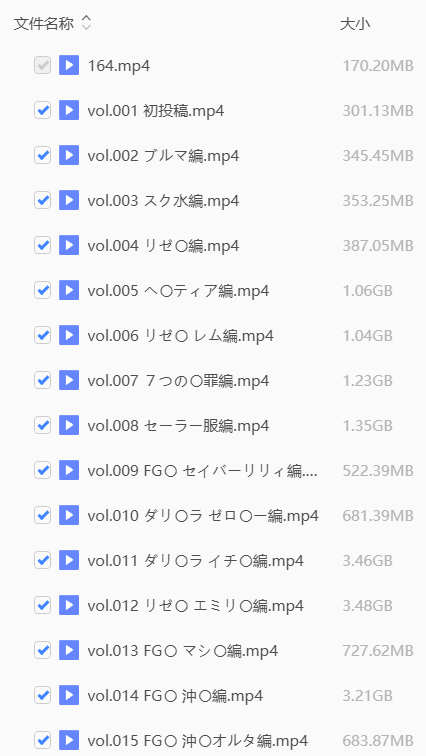 文件名称 大小
164.mp4 170.20MB
vol.001 初投稿.mp4 301.13MB
vol.002 ブルマ編.mp4 345.45MB
vol.003 スク水編.mp4 353.25MB
vol.004 リゼ〇編.mp4 387.05MB
vol.005 ヘ〇ティア編.mp4 1.06GB
vol.006 リゼ〇 レム編.mp4 1.04GB
vol.007 7つの〇罪編.mp4 1.23GB
vol.008 セーラー服編.mp4 1.35GB
vol.009 FG〇 セイバーリリィ編.... 522.39MB
vol.010 ダリ〇ラ ゼロ〇ー編.mp4 681.39MB
vol.011 ダリ〇ラ イチ〇編.mp4 3.46GB
vol.012 リゼ〇 エミリ〇編.mp4 3.48GB
vol.013 FG〇 マシ〇編.mp4 727.62MB
vol.014 FG〇 沖〇編.mp4 3.21GB
vol.015 FG〇 沖〇オルタ編.mp4 683.87MB